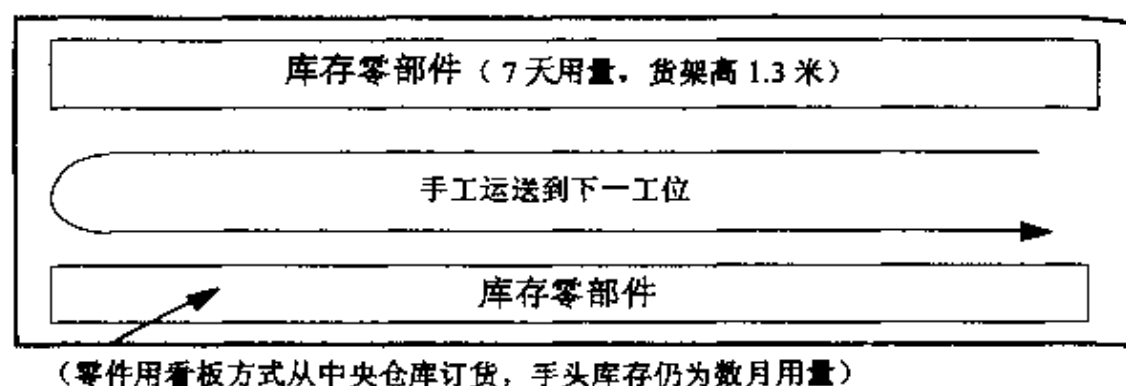 库存零部件（7天用量，货架高1.3米）
手工运送到下一工位
库存零部件
（零件用看板方式从中央仓库订货，手头库存仍为数月用量）